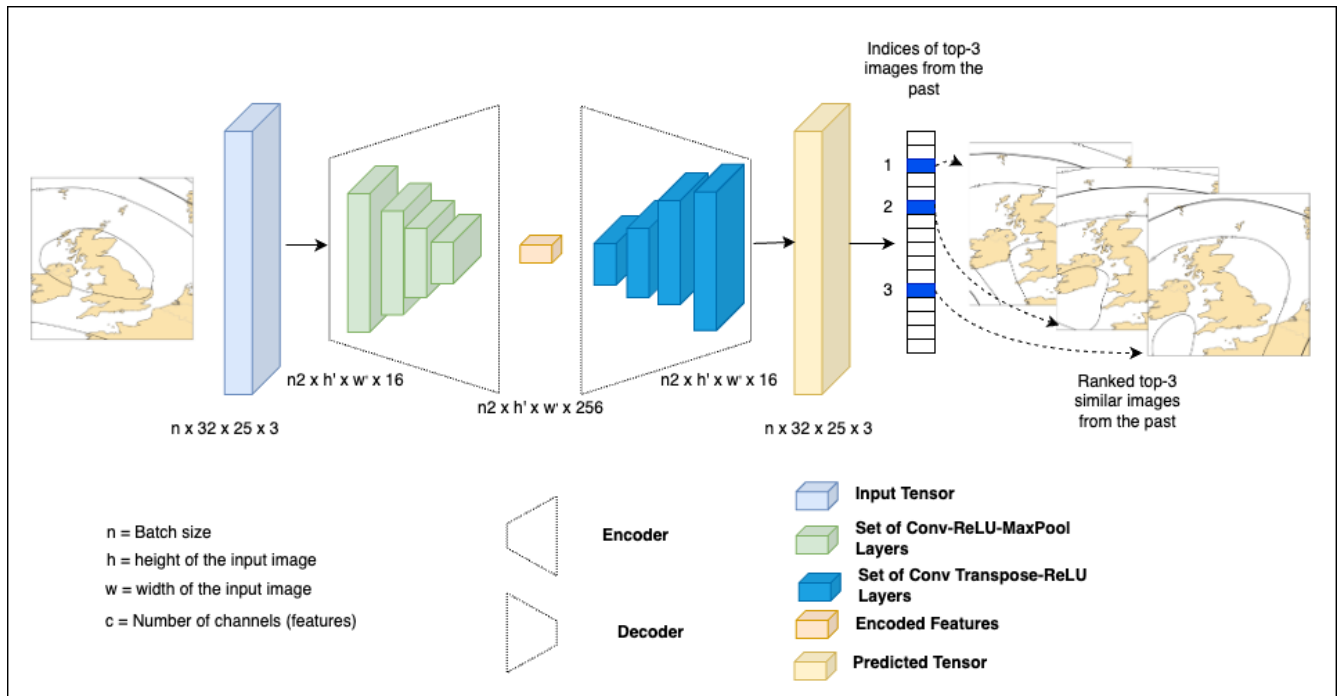 Indices of top-3
images from the
past
1
2
3
n2 x h' x w' x 16
n2 x h' x w' x 256
n2 x h' x w' x 16
n x 32 x 25 x 3
n x 32 x 25 x 3
Ranked top-3
similar images
from the past
n = Batch size
h = height of the input image
w = width of the input image
c = Number of channels (features)
Encoder
Decoder
Input Tensor
Set of Conv-ReLU-MaxPool
Layers
Set of Conv Transpose-ReLU
Layers
Encoded Features
Predicted Tensor